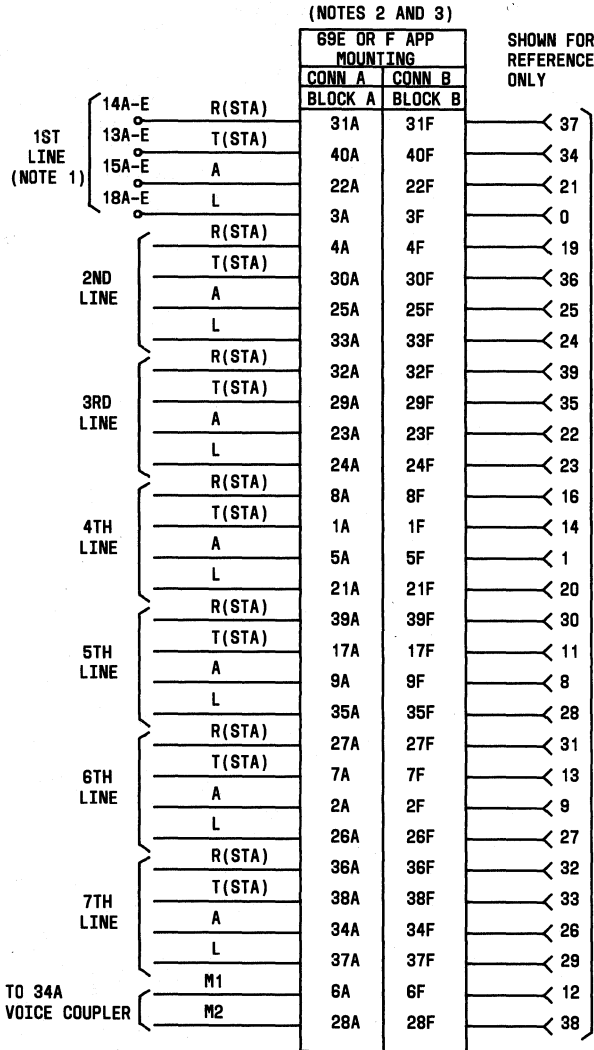 (NOTES 2 AND 3)
69E OR F APP
MOUNTING
SHOWN FOR
REFERENCE
ONLY
CONN A CONN B
BLOCK A BLOCK B
1ST
LINE
(NOTE 1)
14A-E R(STA) 31A 31F 37
13A-E T(STA) 40A 40F 34
15A-E A 22A 22F 21
18A-E L 3A 3F 0
2ND
LINE
R(STA) 4A 4F 19
T(STA) 30A 30F 36
A 25A 25F 25
L 33A 33F 24
3RD
LINE
R(STA) 32A 32F 39
T(STA) 29A 29F 35
A 23A 23F 22
L 24A 24F 23
4TH
LINE
R(STA) 8A 8F 16
T(STA) 1A 1F 14
A 5A 5F 1
L 21A 21F 20
5TH
LINE
R(STA) 39A 39F 30
T(STA) 17A 17F 11
A 9A 9F 8
L 35A 35F 28
6TH
LINE
R(STA) 27A 27F 31
T(STA) 7A 7F 13
A 2A 2F 9
L 26A 26F 27
7TH
LINE
R(STA) 36A 36F 32
T(STA) 38A 38F 33
A 34A 34F 26
L 37A 37F 29
TO 34A
VOICE COUPLER
M1 6A 6F 12
M2 28A 28F 38